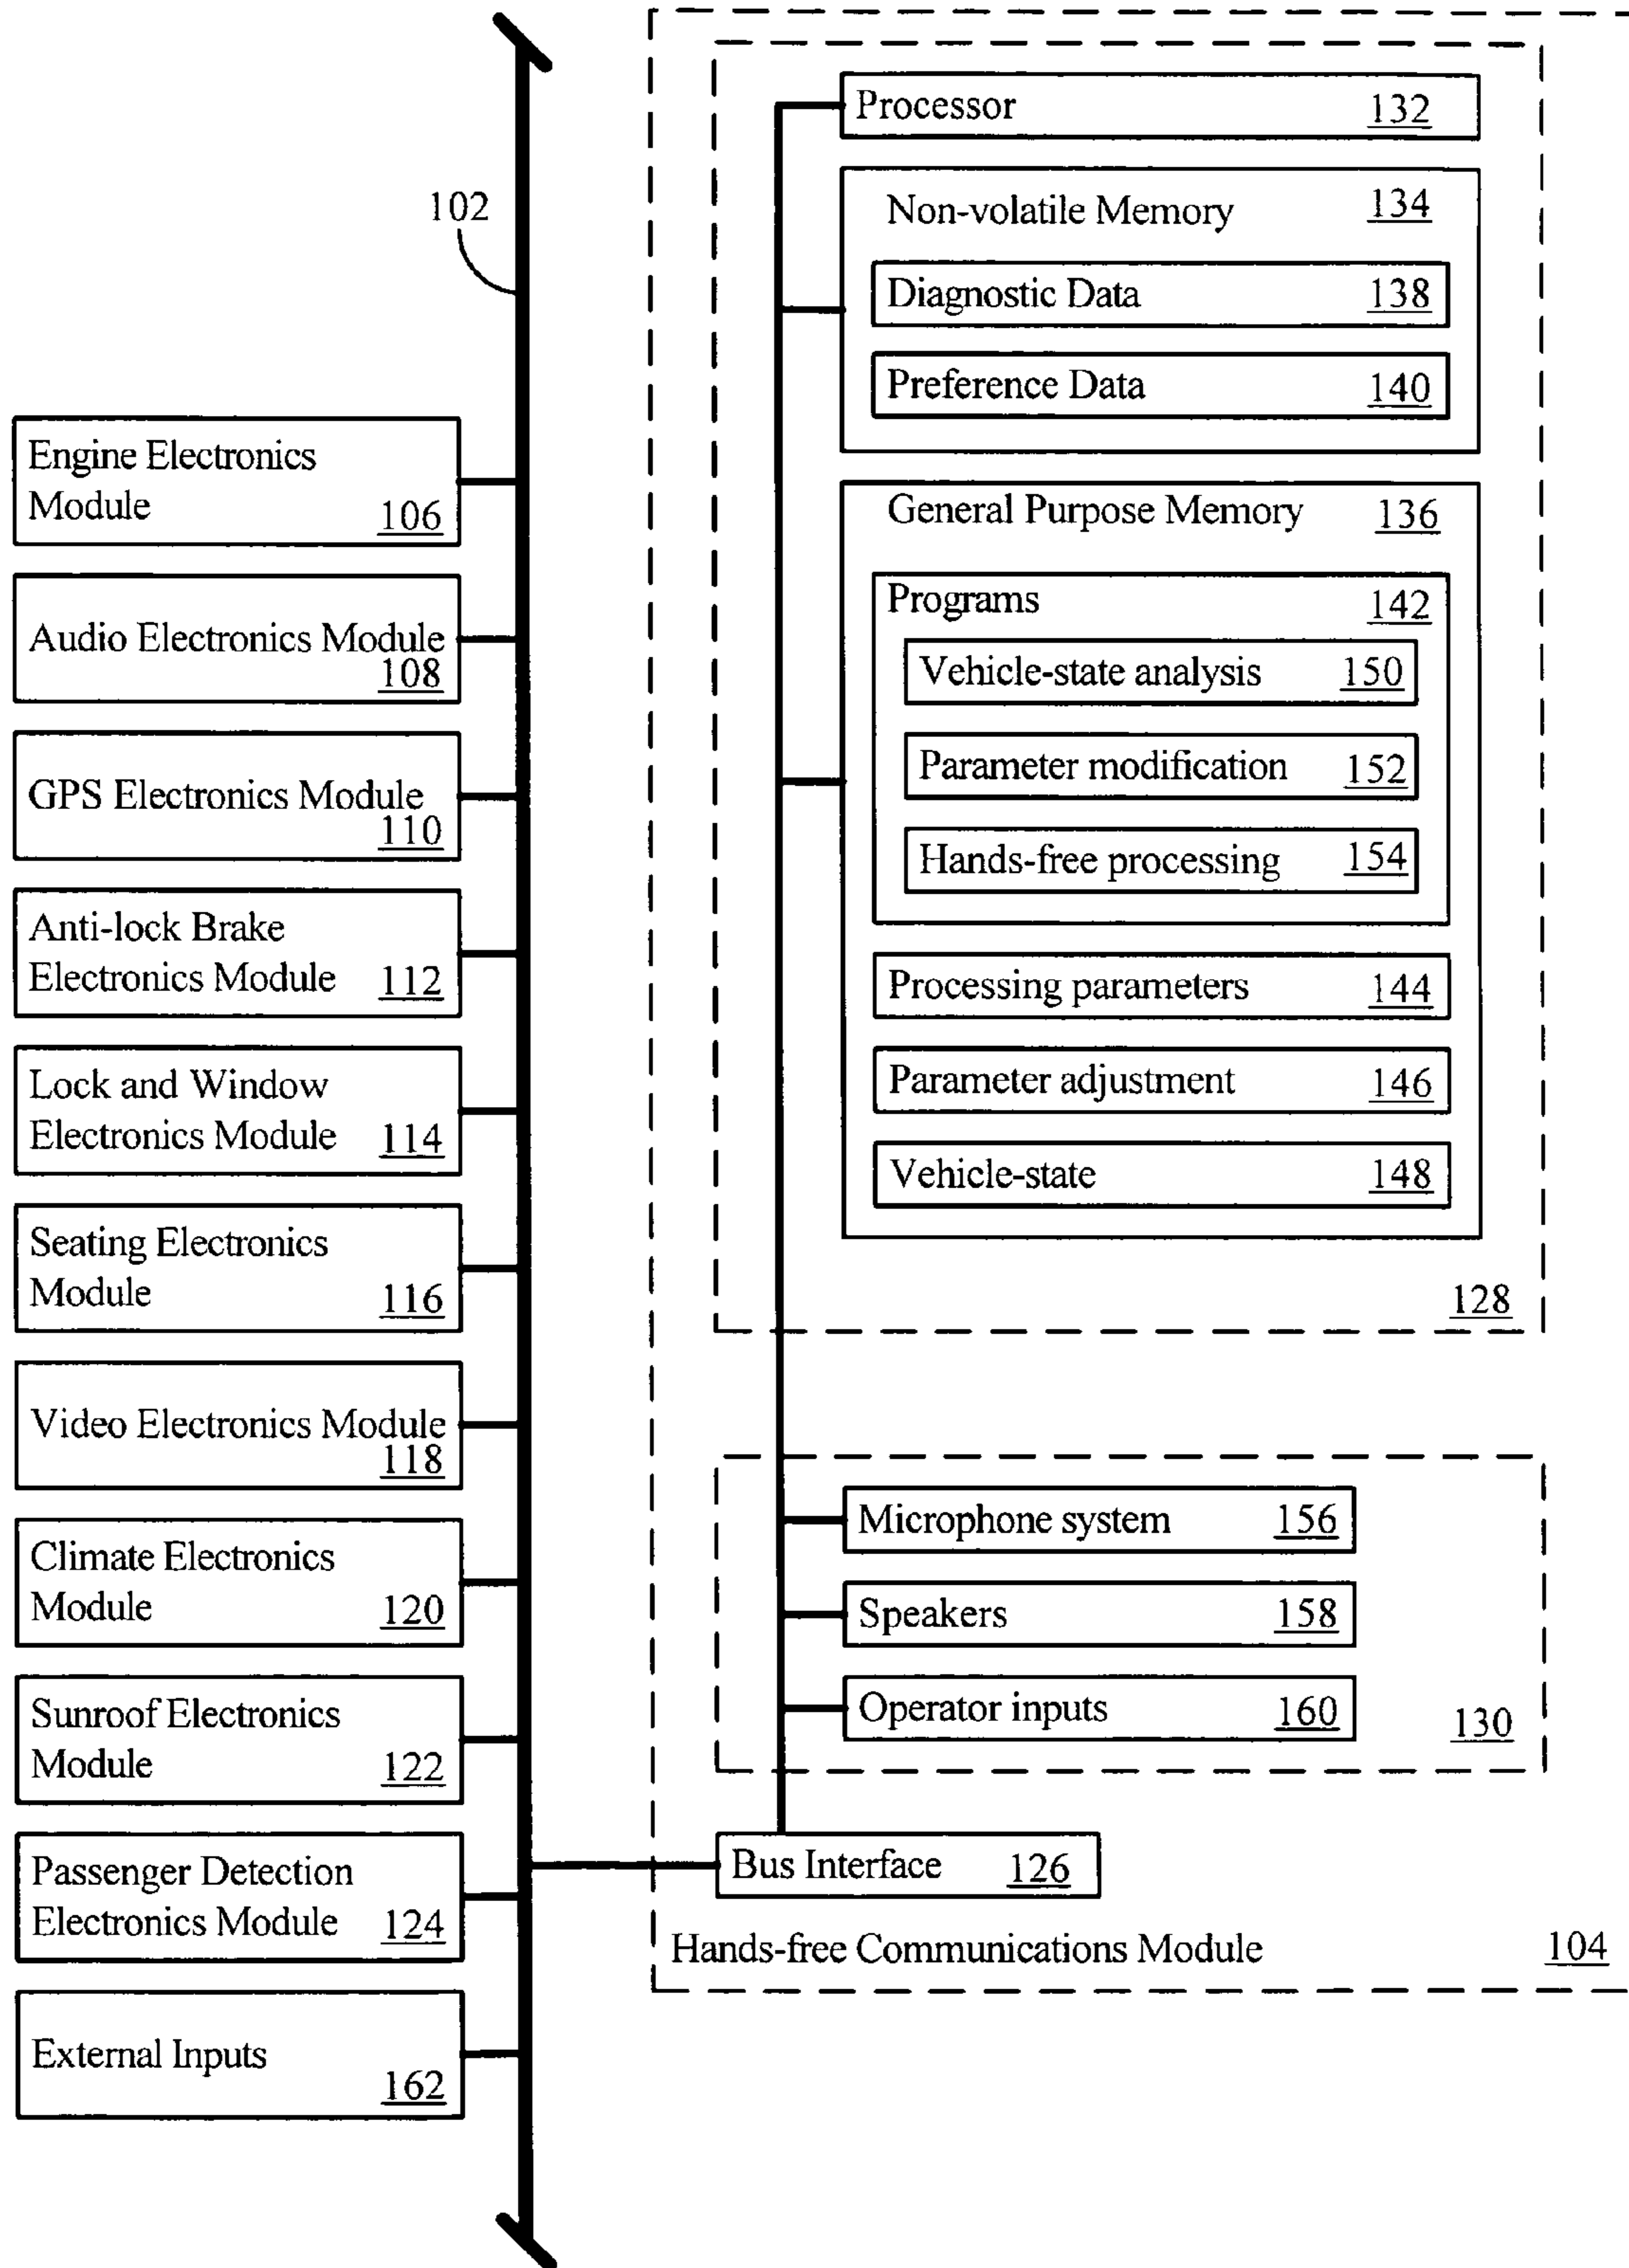 102
Engine Electronics
Module 106
Audio Electronics Module
108
GPS Electronics Module
110
Anti-lock Brake
Electronics Module 112
Lock and Window
Electronics Module 114
Seating Electronics
Module 116
Video Electronics Module
118
Climate Electronics
Module 120
Sunroof Electronics
Module 122
Passenger Detection
Electronics Module 124
External Inputs
162
Processor 132
Non-volatile Memory 134
Diagnostic Data 138
Preference Data 140
General Purpose Memory 136
Programs 142
Vehicle-state analysis 150
Parameter modification 152
Hands-free processing 154
Processing parameters 144
Parameter adjustment 146
Vehicle-state 148
128
Microphone system 156
Speakers 158
Operator inputs 160
130
Bus Interface 126
Hands-free Communications Module 104